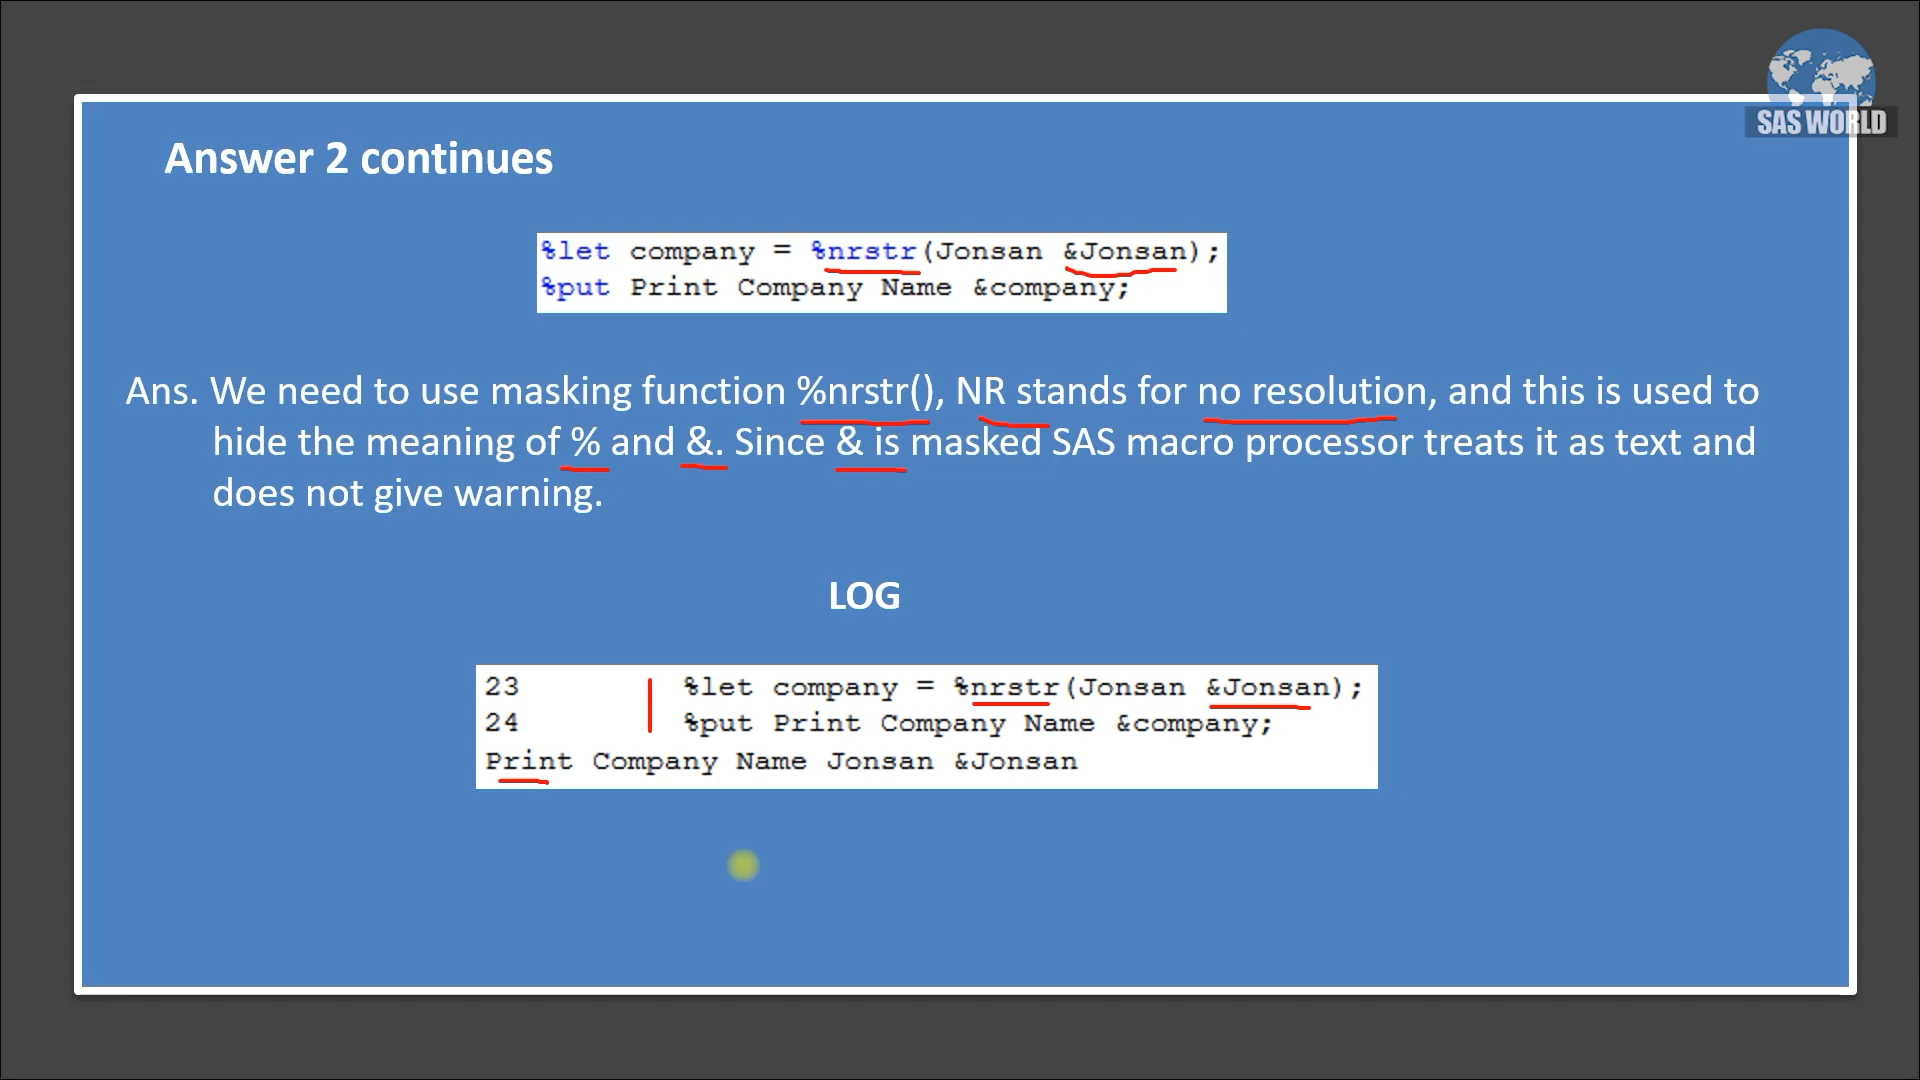 SAS WORLD
Answer 2 continues
%let company = %nrstr(Jonsan &Jonsan);
%put Print Company Name &company;
Ans. We need to use masking function %nrstr(), NR stands for no resolution, and this is used to
hide the meaning of % and &. Since & is masked SAS macro processor treats it as text and
does not give warning.
LOG
23 %let company = %nrstr(Jonsan &Jonsan);
24 %put Print Company Name &company;
Print Company Name Jonsan &Jonsan